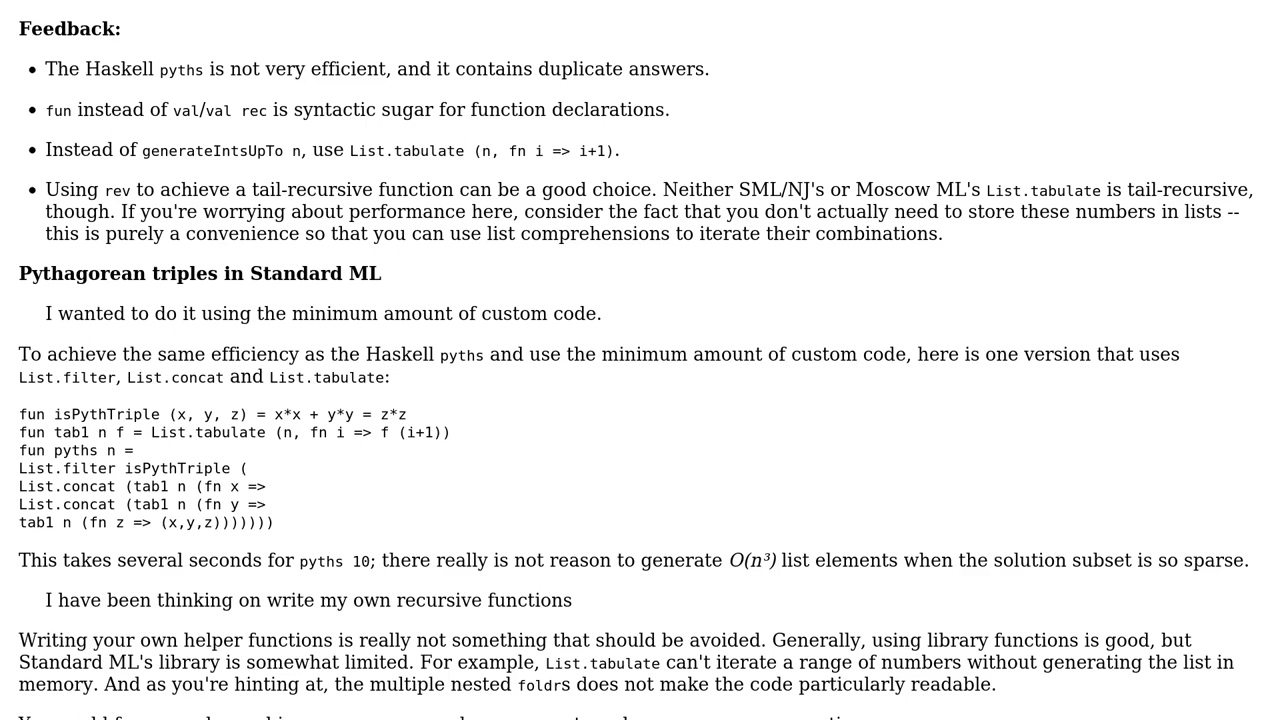 Feedback:
The Haskell pyths is not very efficient, and it contains duplicate answers.
fun instead of val/val rec is syntactic sugar for function declarations.
Instead of generateIntsUpTo n, use List.tabulate (n, fn i => i+1).
Using rev to achieve a tail-recursive function can be a good choice. Neither SML/NJ's or Moscow ML's List.tabulate is tail-recursive,
though. If you're worrying about performance here, consider the fact that you don't actually need to store these numbers in lists --
this is purely a convenience so that you can use list comprehensions to iterate their combinations.
Pythagorean triples in Standard ML
I wanted to do it using the minimum amount of custom code.
To achieve the same efficiency as the Haskell pyths and use the minimum amount of custom code, here is one version that uses
List.filter, List.concat and List.tabulate:
fun isPythTriple (x, y, z) = x*x + y*y = z*z
fun tab1 n f = List.tabulate (n, fn i => f (i+1))
fun pyths n =
List.filter isPythTriple (
List.concat (tab1 n (fn x =>
List.concat (tab1 n (fn y =>
tab1 n (fn z => (x,y,z)))))))
This takes several seconds for pyths 10; there really is not reason to generate O(n³) list elements when the solution subset is so sparse.
I have been thinking on write my own recursive functions
Writing your own helper functions is really not something that should be avoided. Generally, using library functions is good, but
Standard ML's library is somewhat limited. For example, List.tabulate can't iterate a range of numbers without generating the list in
memory. And as you're hinting at, the multiple nested foldrs does not make the code particularly readable.